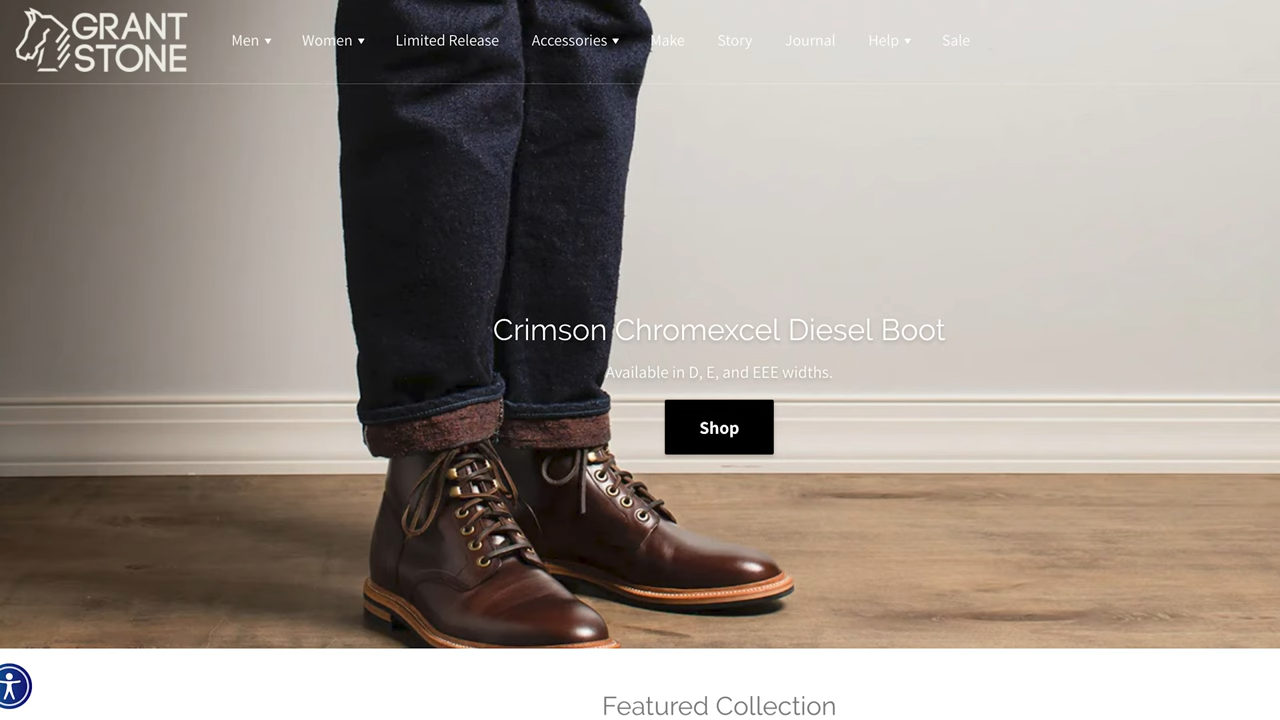 GRANT
STONE
Men Women Limited Release Accessories Make Story Journal Help Sale
Crimson Chromexcel Diesel Boot
Available in D, E, and EEE widths.
Shop
Featured Collection